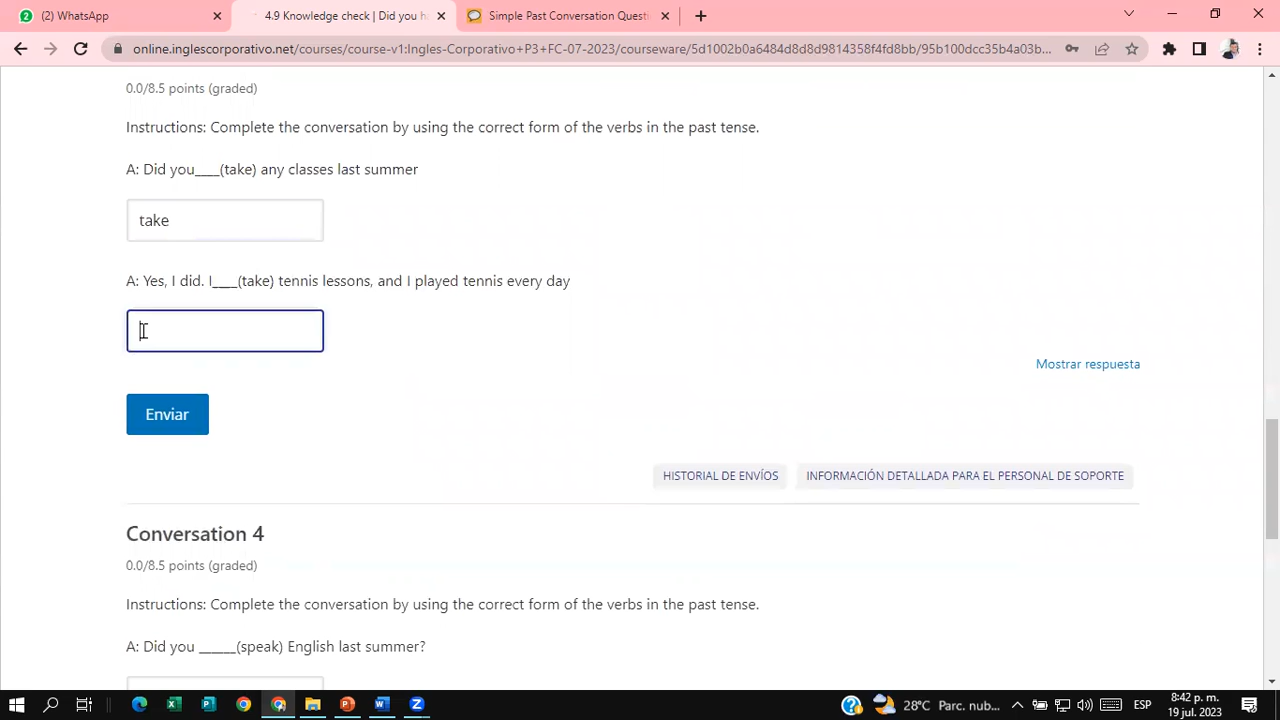 2
(2) WhatsApp
4.9 Knowledge check | Did you h
Simple Past Conversation Questi
online.inglescorporativo.net/courses/course-v1:Ingles-Corporativo+P3+FC-07-2023/courseware/5d1002b0a6484d8d8d9814358f4fd8bb/95b100dcc35b4a03b...
0.0/8.5 points (graded)
Instructions: Complete the conversation by using the correct form of the verbs in the past tense.
A: Did you____(take) any classes last summer
take
A: Yes, I did. I____(take) tennis lessons, and I played tennis every day
Mostrar respuesta
Enviar
HISTORIAL DE ENVÍOS
INFORMACIÓN DETALLADA PARA EL PERSONAL DE SOPORTE
Conversation 4
0.0/8.5 points (graded)
Instructions: Complete the conversation by using the correct form of the verbs in the past tense.
A: Did you ______(speak) English last summer?
28°C Parc. nub...
ESP
8:42 p. m.
19 jul. 2023